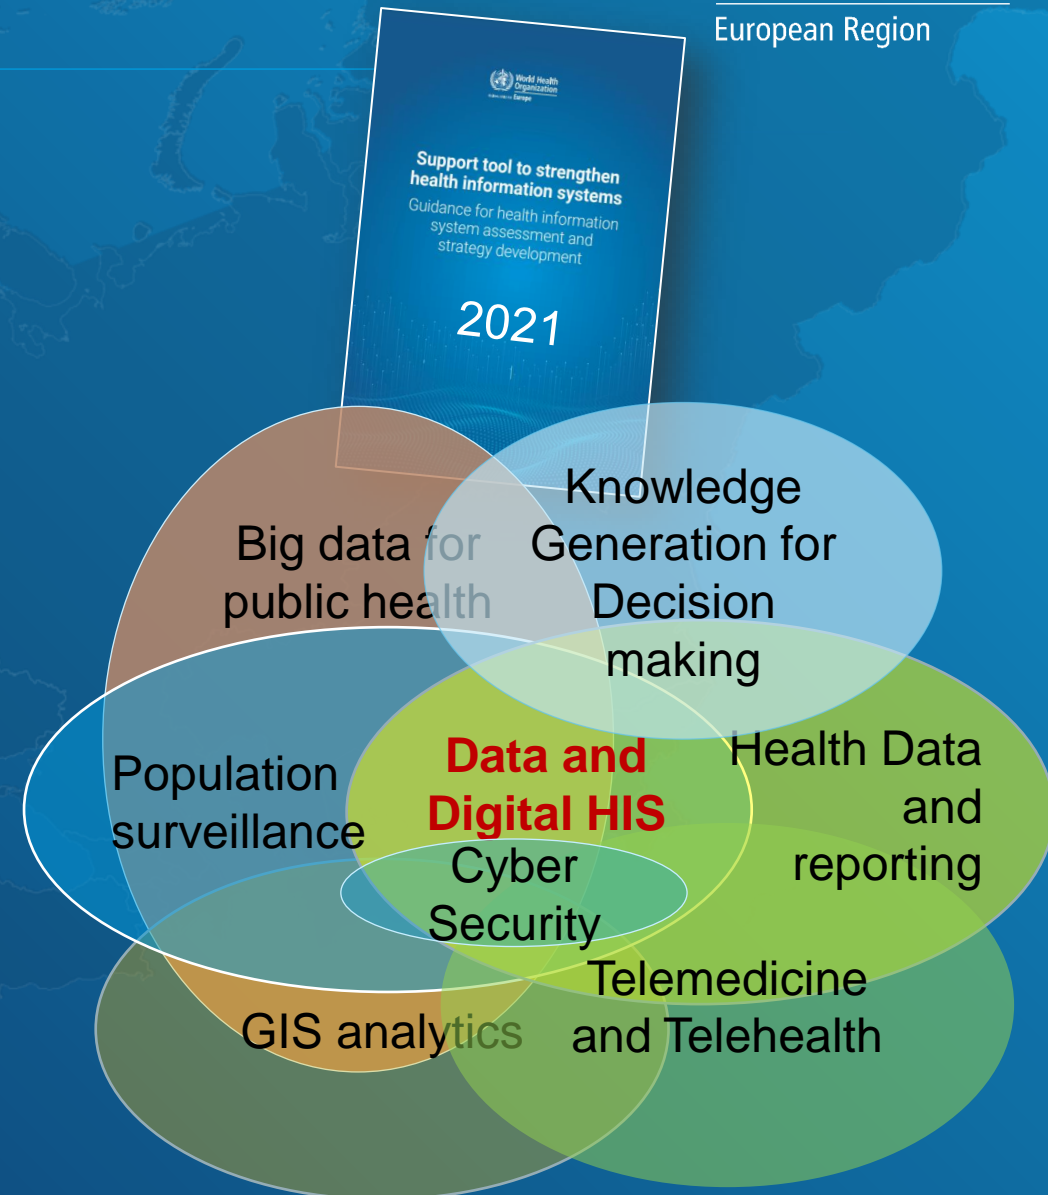 European Region
World Health
Organization
Europe
Support tool to strengthen
health information systems
Guidance for health information
system assessment and
strategy development
2021
Knowledge
Generation for
Decision
making
Big data for
public health
Population
surveillance
Data and
Digital HIS
Health Data
and
reporting
Cyber
Security
Telemedicine
and Telehealth
GIS analytics